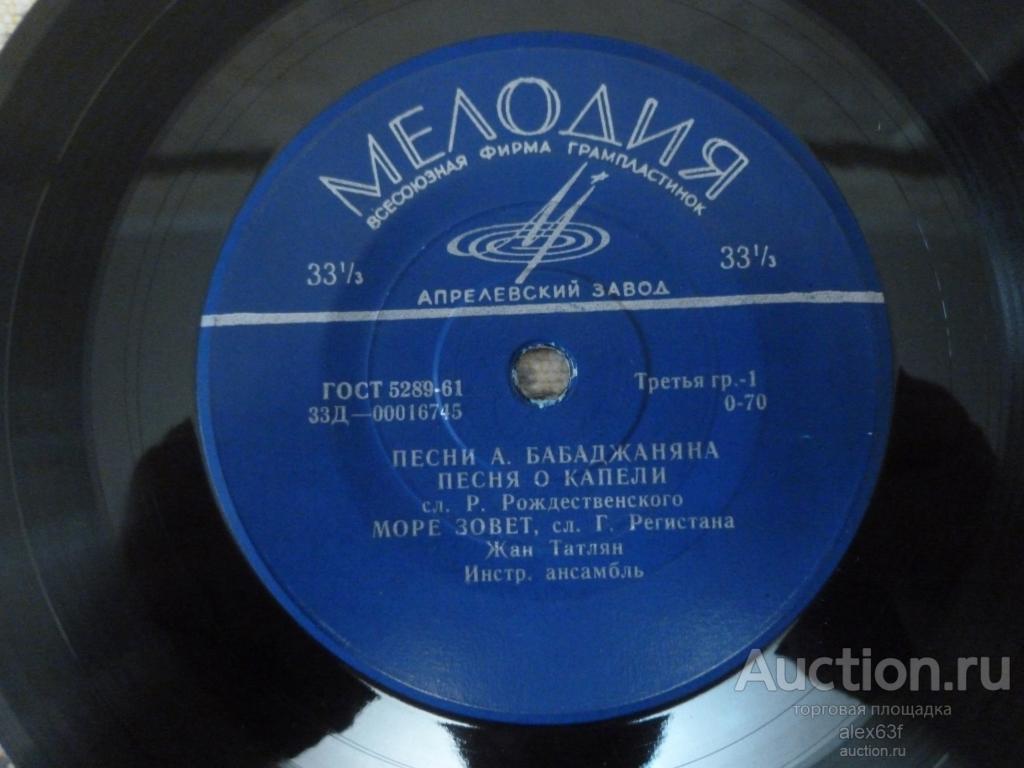 МЕЛОДИЯ
ВСЕСОЮЗНАЯ ФИРМА ГРАМПЛАСТИНОК
33⅓
33⅓
АПРЕЛЕВСКИЙ ЗАВОД
ГОСТ 5289-61
Третья гр.-1
33Д—00016745
0-70
ПЕСНИ А. БАБАДЖАНЯНА
ПЕСНЯ О КАПЕЛИ
сл. Р. Рождественского
МОРЕ ЗОВЕТ, сл. Г. Регистана
Жан Татлян
Инстр. ансамбль
Auction.ru
торговая площадка
alex63f
auction.ru